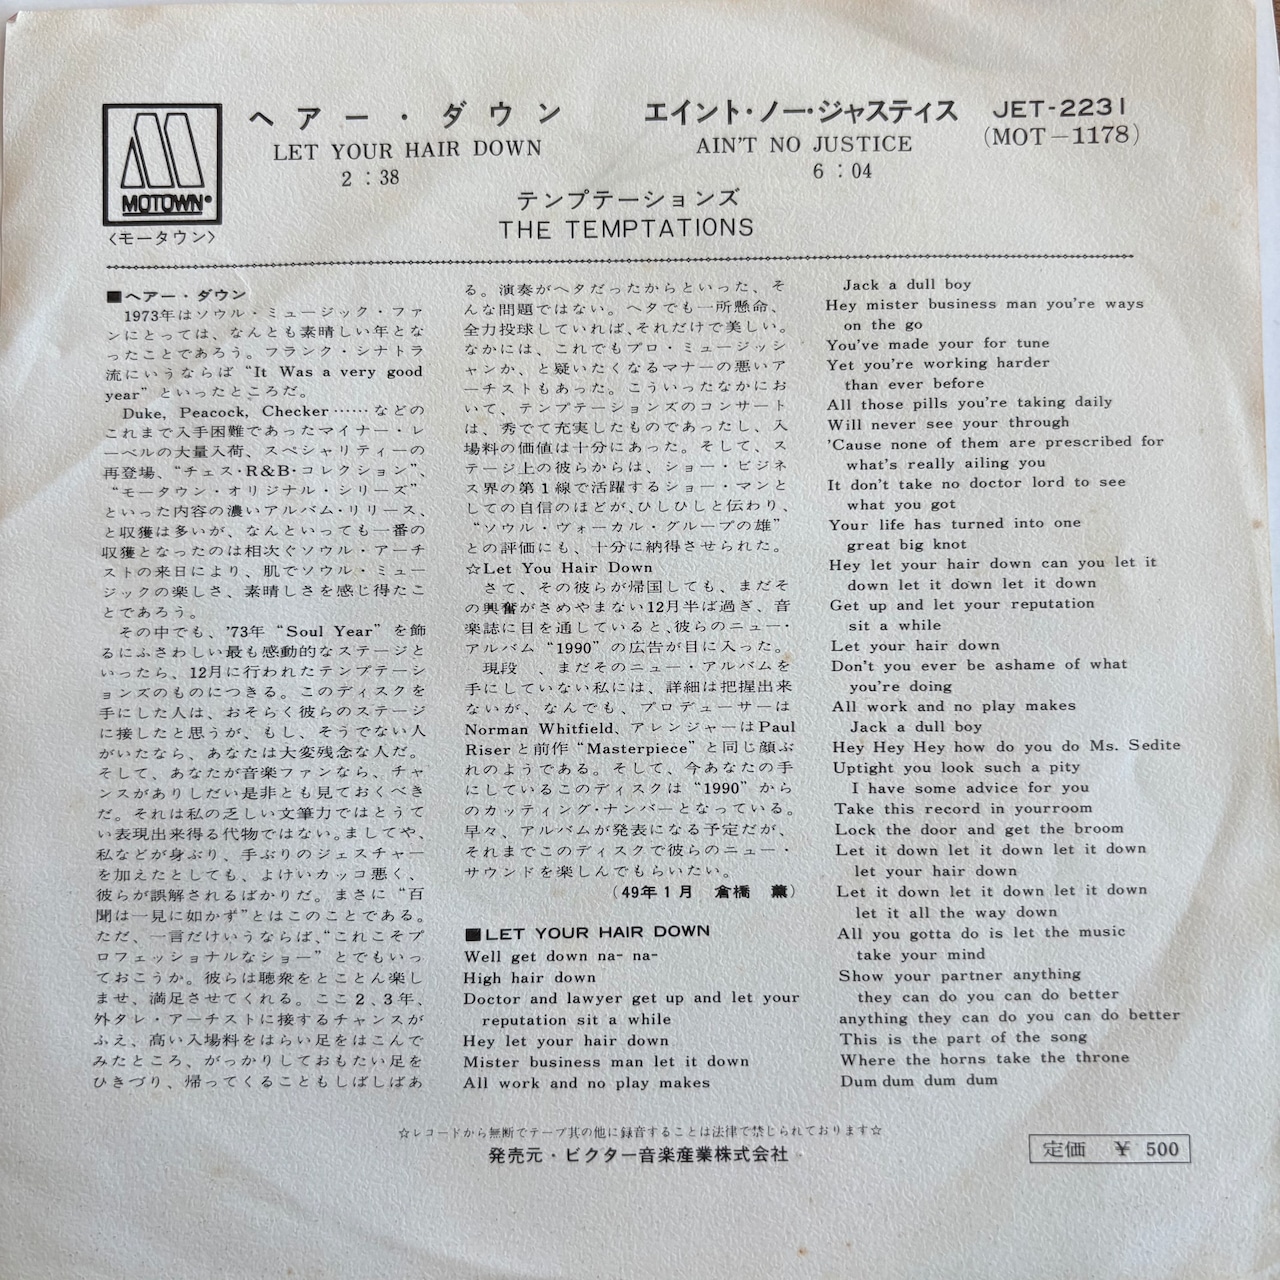 ヘアー・ダウン
LET YOUR HAIR DOWN
2：38
エイント・ノー・ジャスティス
AIN'T NO JUSTICE
6：04
JET-2231
(MOT－1178)
MOTOWN®
〈モータウン〉
テンプテーションズ
THE TEMPTATIONS
■ヘアー・ダウン
1973年はソウル・ミュージック・ファ
ンにとっては、なんとも素晴しい年とな
ったことであろう。フランク・シナトラ
流にいうならば “It Was a very good
year” といったところだ。
Duke, Peacock, Checker……などの
これまで入手困難であったマイナー・レ
ーベルの大量入荷、スペシャリティーの
再登場、“チェス・R&B・コレクション”、
“モータウン・オリジナル・シリーズ”
といった内容の濃いアルバム・リリース、
と収獲は多いが、なんといっても一番の
収獲となったのは相次ぐソウル・アーチ
ストの来日により、肌でソウル・ミュー
ジックの楽しさ、素晴しさを感じ得たこ
とであろう。
その中でも、'73年 “Soul Year” を飾
るにふさわしい最も感動的なステージと
いったら、12月に行われたテンプテーシ
ョンズのものにつきる。このディスクを
手にした人は、おそらく彼らのステージ
に接したと思うが、もし、そうでない人
がいたなら、あなたは大変残念な人だ。
そして、あなたが音楽ファンなら、チャ
ンスがありしだい是非とも見ておくべき
だ。それは私の乏しい文筆力ではとうて
い表現出来得る代物ではない。ましてや、
私などが身ぶり、手ぶりのジェスチャー
を加えたとしても、よけいカッコ悪く、
彼らが誤解されるばかりだ。まさに “百
聞は一見に如かず”とはこのことである。
ただ、一言だけいうならば、“これこそプ
ロフェッショナルなショー” とでもいっ
ておこうか。彼らは聴衆をとことん楽し
ませ、満足させてくれる。ここ2、3年、
外タレ・アーチストに接するチャンスが
ふえ、高い入場料をはらい足をはこんで
みたところ、がっかりしておもたい足を
ひきづり、帰ってくることもしばしばあ
る。演奏がヘタだったからといった、そ
んな問題ではない。ヘタでも一所懸命、
全力投球していれば、それだけで美しい。
なかには、これでもプロ・ミュージッシ
ャンか、と疑いたくなるマナーの悪いア
ーチストもあった。こういったなかにお
いて、テンプテーションズのコンサート
は、秀でて充実したものであったし、入
場料の価値は十分にあった。そして、ス
テージ上の彼らからは、ショー・ビジネ
ス界の第1線で活躍するショー・マンと
しての自信のほどが、ひしひしと伝わり、
“ソウル・ヴォーカル・グループの雄”
との評価にも、十分に納得させられた。
☆Let You Hair Down
さて、その彼らが帰国しても、まだそ
の興奮がさめやまない12月半ば過ぎ、音
楽誌に目を通していると、彼らのニュー・
アルバム “1990” の広告が目に入った。
現段　、まだそのニュー・アルバムを
手にしていない私には、詳細は把握出来
ないが、なんでも、プロデューサーは
Norman Whitfield、アレンジャーはPaul
Riserと前作 “Masterpiece” と同じ顔ぶ
れのようである。そして、今あなたの手
にしているこのディスクは “1990” から
のカッティング・ナンバーとなっている。
早々、アルバムが発表になる予定だが、
それまでこのディスクで彼らのニュー・
サウンドを楽しんでもらいたい。
(49年1月　倉橋　薫)
■LET YOUR HAIR DOWN
Well get down na- na-
High hair down
Doctor and lawyer get up and let your
reputation sit a while
Hey let your hair down
Mister business man let it down
All work and no play makes
Jack a dull boy
Hey mister business man you're ways
on the go
You've made your for tune
Yet you're working harder
than ever before
All those pills you're taking daily
Will never see your through
'Cause none of them are prescribed for
what's really ailing you
It don't take no doctor lord to see
what you got
Your life has turned into one
great big knot
Hey let your hair down can you let it
down let it down let it down
Get up and let your reputation
sit a while
Let your hair down
Don't you ever be ashame of what
you're doing
All work and no play makes
Jack a dull boy
Hey Hey Hey how do you do Ms. Sedite
Uptight you look such a pity
I have some advice for you
Take this record in yourroom
Lock the door and get the broom
Let it down let it down let it down
let your hair down
Let it down let it down let it down
let it all the way down
All you gotta do is let the music
take your mind
Show your partner anything
they can do you can do better
anything they can do you can do better
This is the part of the song
Where the horns take the throne
Dum dum dum dum
☆レコードから無断でテープ其の他に録音することは法律で禁じられております☆
発売元・ビクター音楽産業株式会社
定価　￥ 500